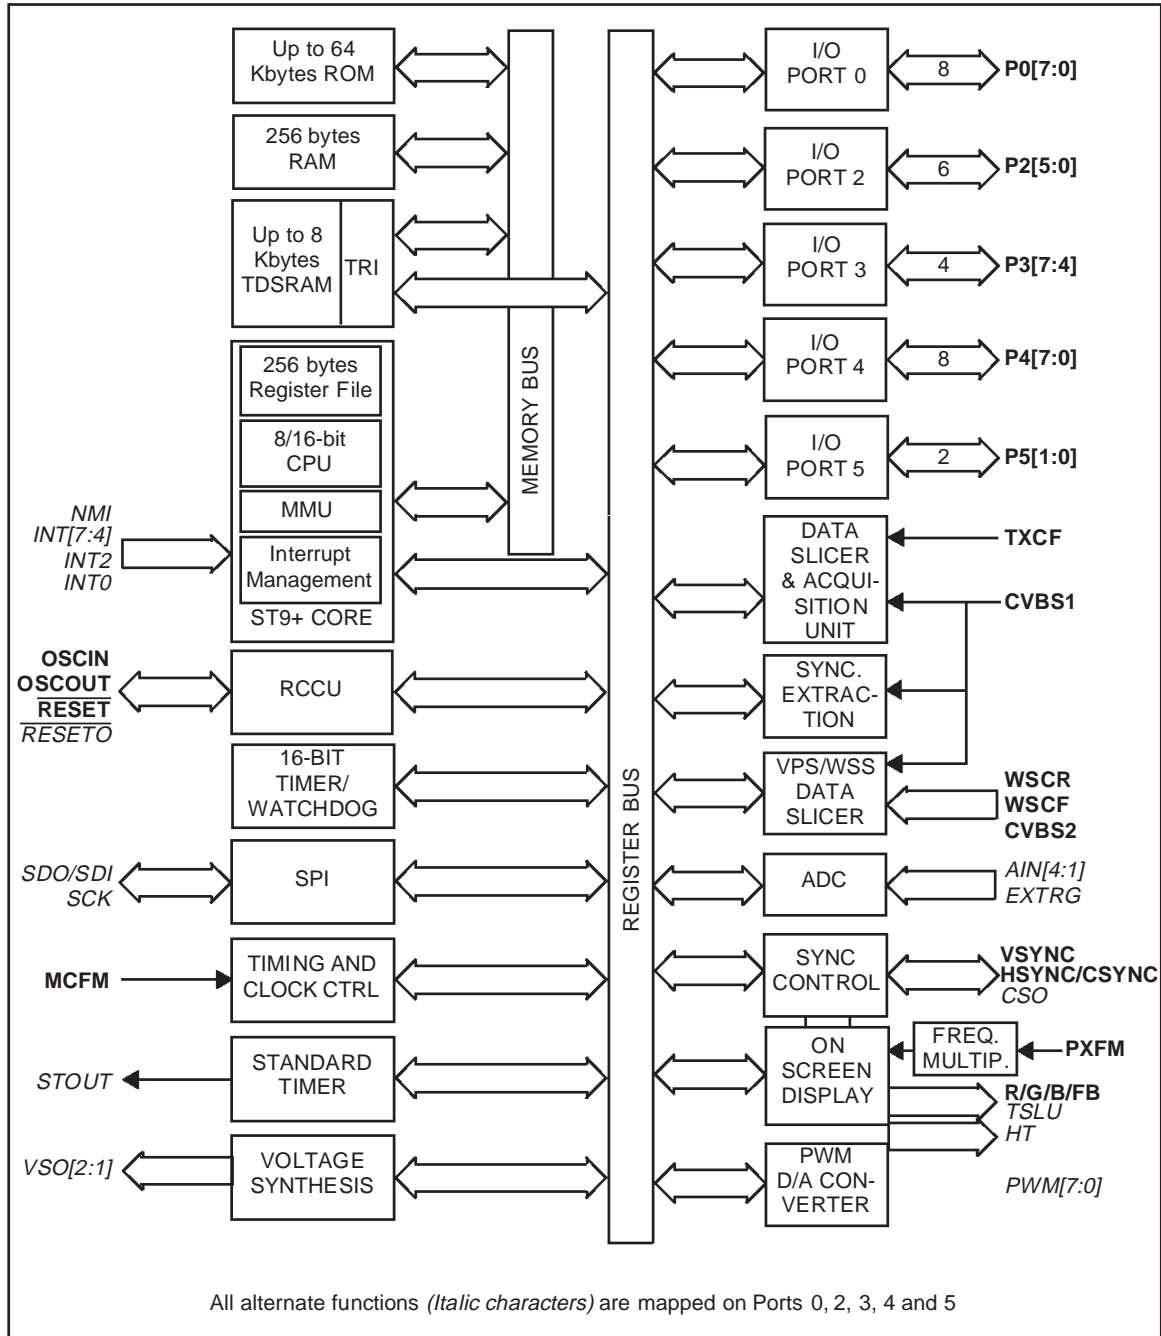 Up to 64
Kbytes ROM
256 bytes
RAM
Up to 8
Kbytes
TDSRAM
TRI
256 bytes
Register File
8/16-bit
CPU
MMU
Interrupt
Management
ST9+ CORE
NMI
INT[7:4]
INT2
INT0
OSCIN
OSCOUT
RESET
RESETO
RCCU
16-BIT
TIMER/
WATCHDOG
SDO/SDI
SCK
SPI
MCFM
TIMING AND
CLOCK CTRL
STOUT
STANDARD
TIMER
VSO[2:1]
VOLTAGE
SYNTHESIS
MEMORY BUS
REGISTER BUS
I/O
PORT 0
8
P0[7:0]
I/O
PORT 2
6
P2[5:0]
I/O
PORT 3
4
P3[7:4]
I/O
PORT 4
8
P4[7:0]
I/O
PORT 5
2
P5[1:0]
DATA
SLICER
& ACQUI-
SITION
UNIT
TXCF
CVBS1
SYNC.
EXTRAC-
TION
VPS/WSS
DATA
SLICER
WSCR
WSCF
CVBS2
ADC
AIN[4:1]
EXTRG
SYNC
CONTROL
VSYNC
HSYNC/CSYNC
CSO
ON
SCREEN
DISPLAY
FREQ.
MULTIP.
PXFM
R/G/B/FB
TSLU
HT
PWM
D/A CON-
VERTER
PWM[7:0]
All alternate functions (Italic characters) are mapped on Ports 0, 2, 3, 4 and 5